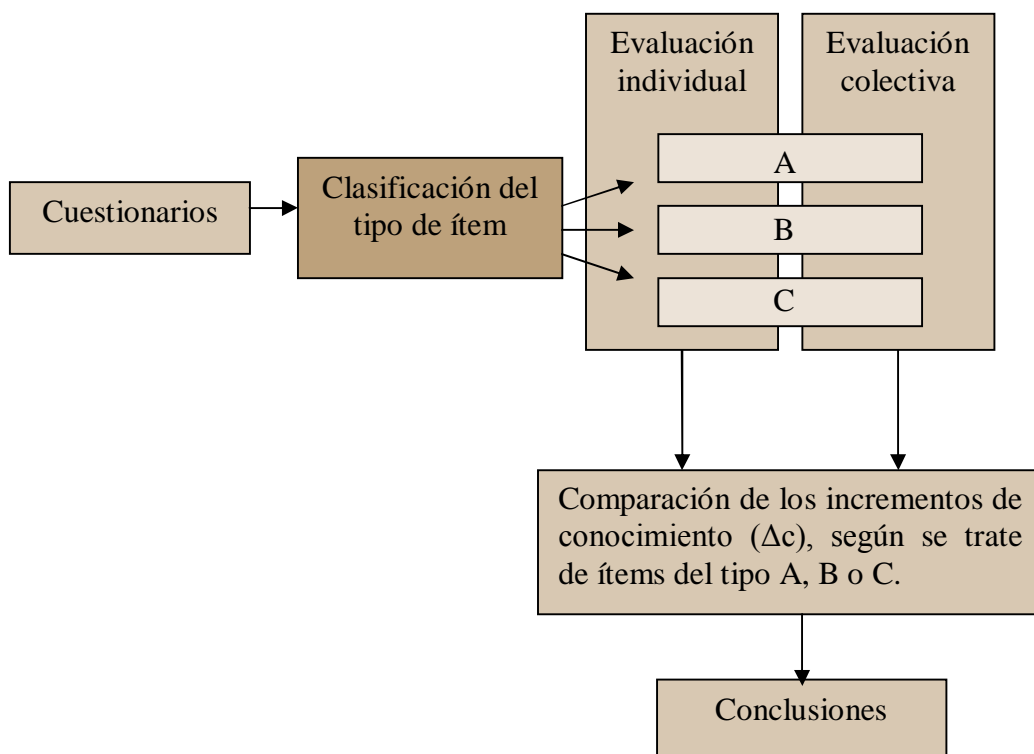 Evaluación
individual
Evaluación
colectiva
A
Clasificación del
tipo de ítem
Cuestionarios
B
C
Comparación de los incrementos de
conocimiento (Δc), según se trate
de ítems del tipo A, B o C.
Conclusiones